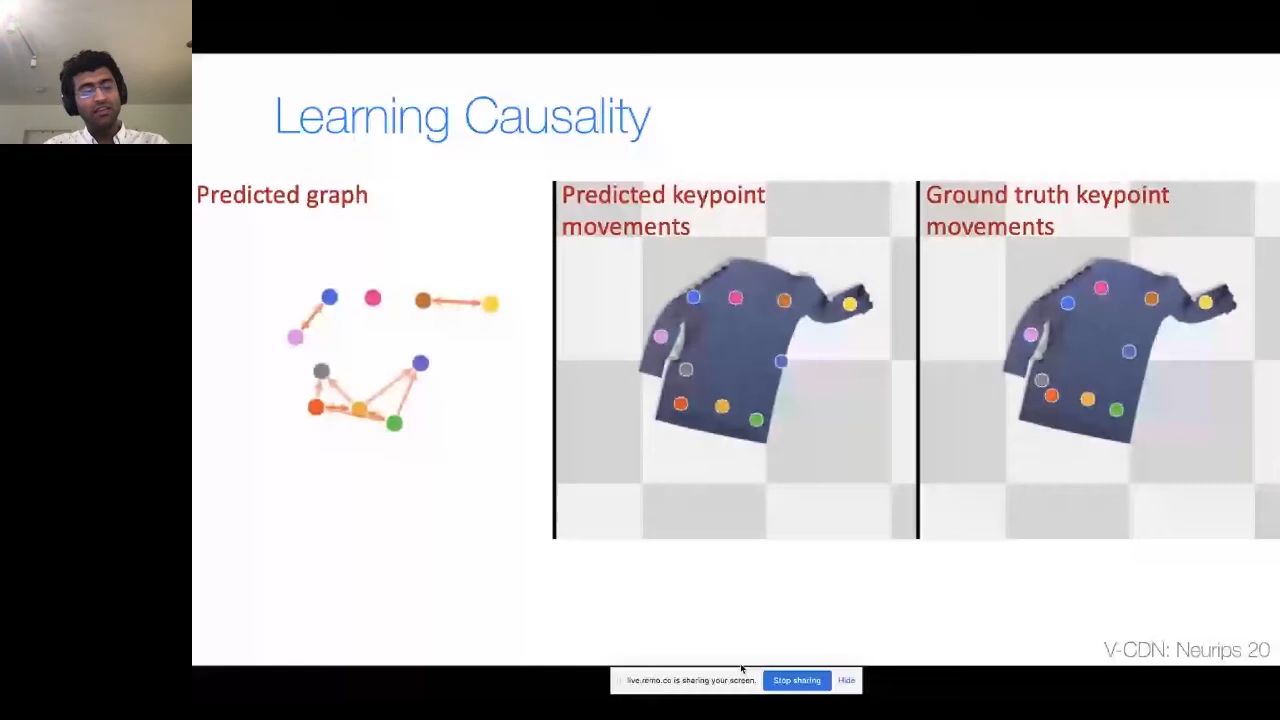 Learning Causality
Predicted graph
Predicted keypoint
movements
Ground truth keypoint
movements
V-CDN: Neurips 20
live.remo.co is sharing your screen.
Stop sharing
Hide